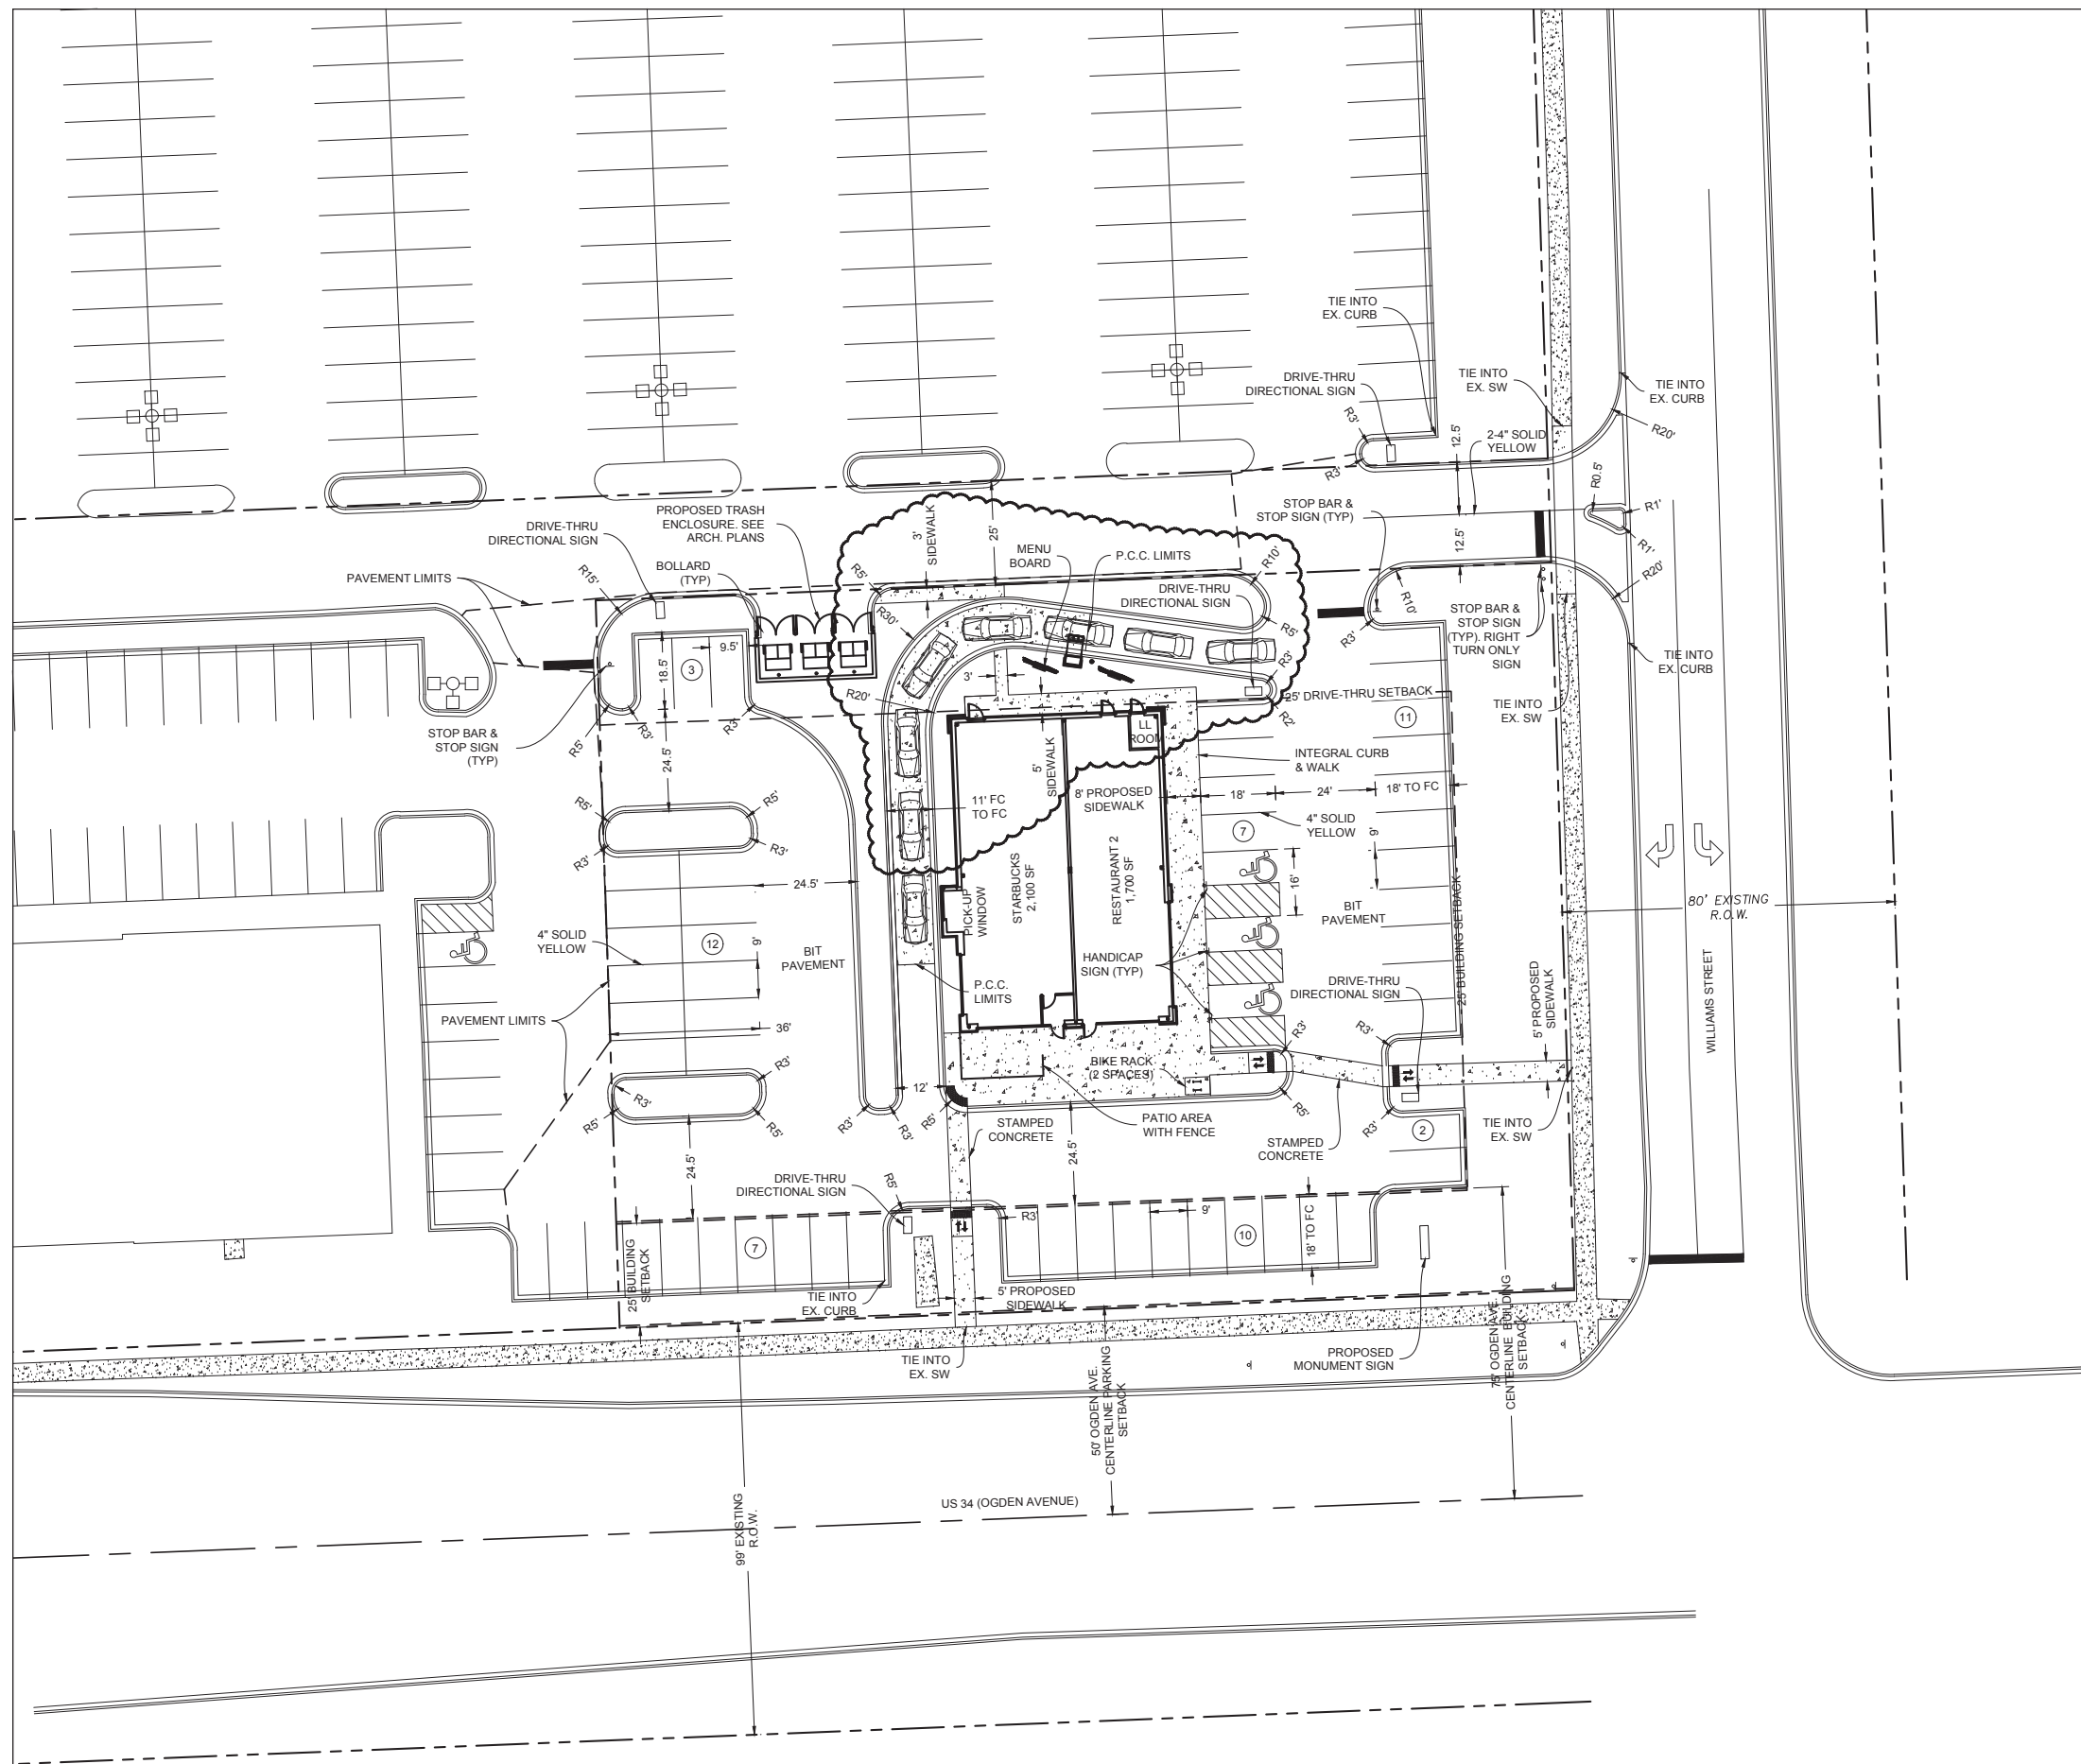 TIE INTO
EX. CURB
DRIVE-THRU
DIRECTIONAL SIGN
TIE INTO
EX. SW
TIE INTO
EX. CURB
R3'
R3'
12.5'
2-4" SOLID
YELLOW
R20'
R0.5'
R1'
R1'
STOP BAR &
STOP SIGN (TYP)
12.5'
R20'
PROPOSED TRASH
ENCLOSURE. SEE
ARCH. PLANS
DRIVE-THRU
DIRECTIONAL SIGN
3'
SIDEWALK
25'
MENU
BOARD
P.C.C. LIMITS
R10'
BOLLARD
(TYP)
R5'
R15'
PAVEMENT LIMITS
DRIVE-THRU
DIRECTIONAL SIGN
R30'
R5'
R10'
R3'
STOP BAR &
STOP SIGN
(TYP). RIGHT
TURN ONLY
SIGN
TIE INTO
EX. CURB
9.5'
3
18.5'
3'
R3'
R20'
25' DRIVE-THRU SETBACK
R2'
11
TIE INTO
EX. SW
R5'
R3'
R3'
STOP BAR &
STOP SIGN
(TYP)
24.5'
LL
ROOM
5'
SIDEWALK
INTEGRAL CURB
& WALK
R5'
R5'
11' FC
TO FC
8' PROPOSED
SIDEWALK
18'
24'
18' TO FC
4" SOLID
YELLOW
7
9'
R3'
R3'
24.5'
16'
PICK-UP
WINDOW
STARBUCKS
2,100 SF
RESTAURANT 2
1,700 SF
BIT
PAVEMENT
25' BUILDING SETBACK
80' EXISTING
R.O.W.
4" SOLID
YELLOW
12
9'
BIT
PAVEMENT
HANDICAP
SIGN (TYP)
P.C.C.
LIMITS
DRIVE-THRU
DIRECTIONAL SIGN
5' PROPOSED
SIDEWALK
WILLIAMS STREET
PAVEMENT LIMITS
36'
R3'
R3'
BIKE RACK
(2 SPACES)
R3'
R3'
R5'
R5'
12'
R3'
R3'
R5'
R5'
R3'
STAMPED
CONCRETE
PATIO AREA
WITH FENCE
STAMPED
CONCRETE
2
TIE INTO
EX. SW
24.5'
24.5'
DRIVE-THRU
DIRECTIONAL SIGN
R5'
R3'
9'
7
10
18' TO FC
25' BUILDING
SETBACK
TIE INTO
EX. CURB
5' PROPOSED
SIDEWALK
TIE INTO
EX. SW
PROPOSED
MONUMENT SIGN
50' OGDEN AVE.
CENTERLINE PARKING
SETBACK
75' OGDEN AVE.
CENTERLINE BUILDING
SETBACK
99' EXISTING
R.O.W.
US 34 (OGDEN AVENUE)